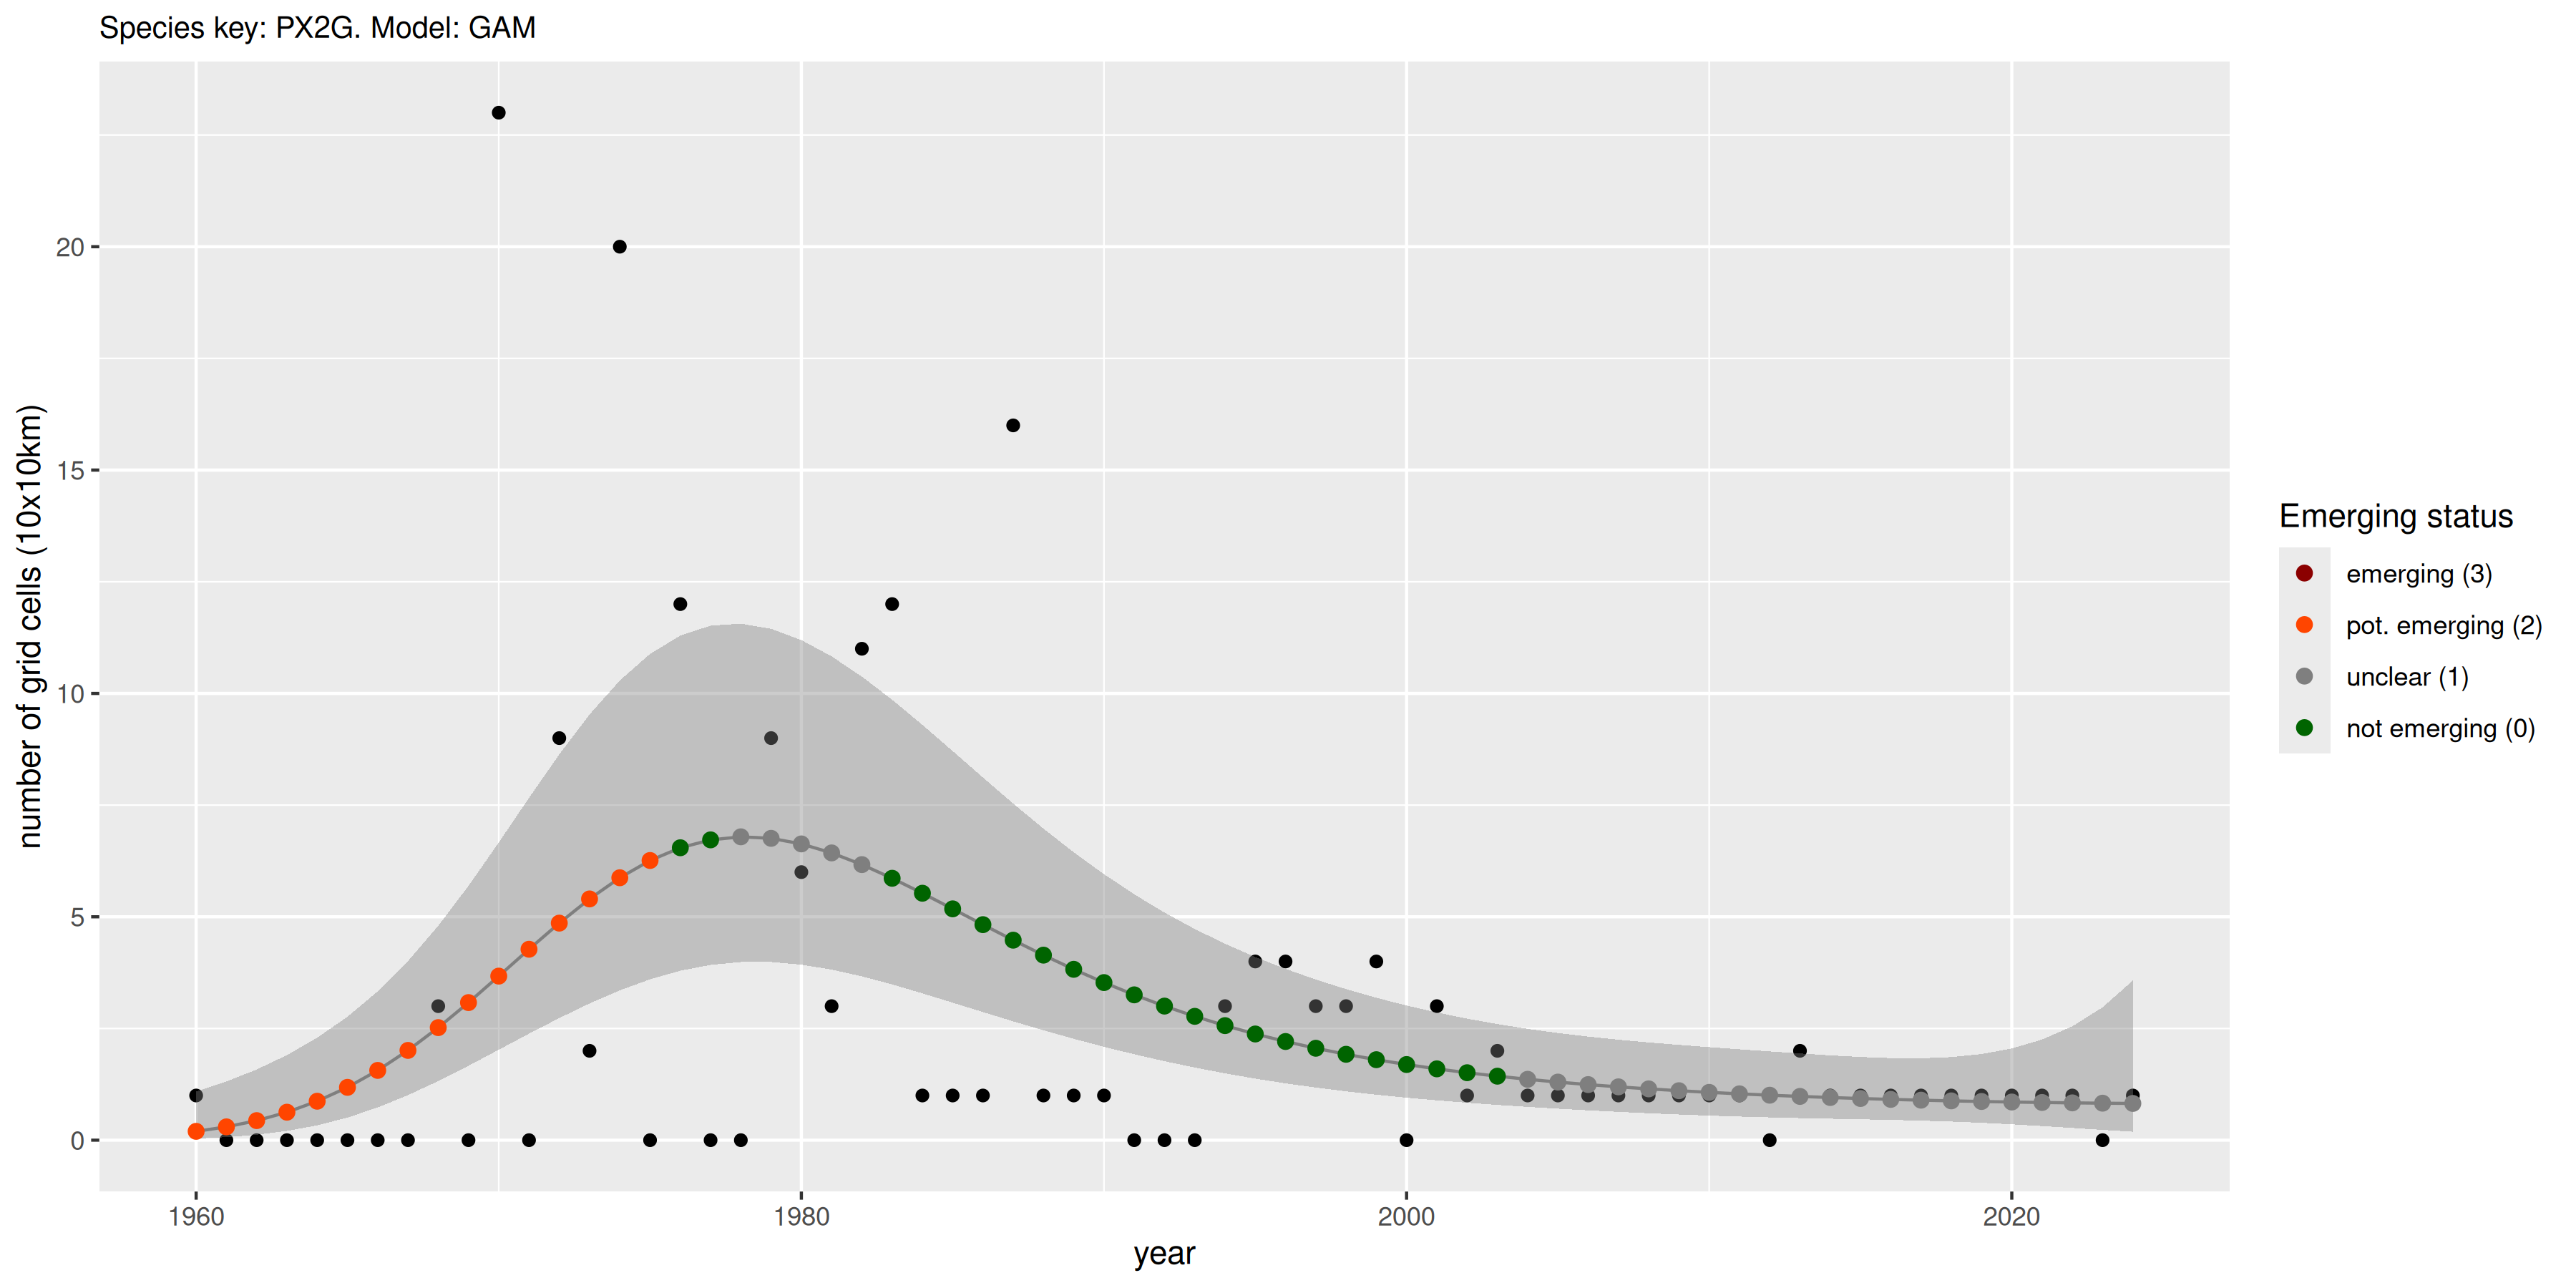 Species key: PX2G. Model: GAM
number of grid cells (10x10km)
20
15
10
5
0
1960
1980
2000
2020
year
Emerging status
emerging (3)
pot. emerging (2)
unclear (1)
not emerging (0)